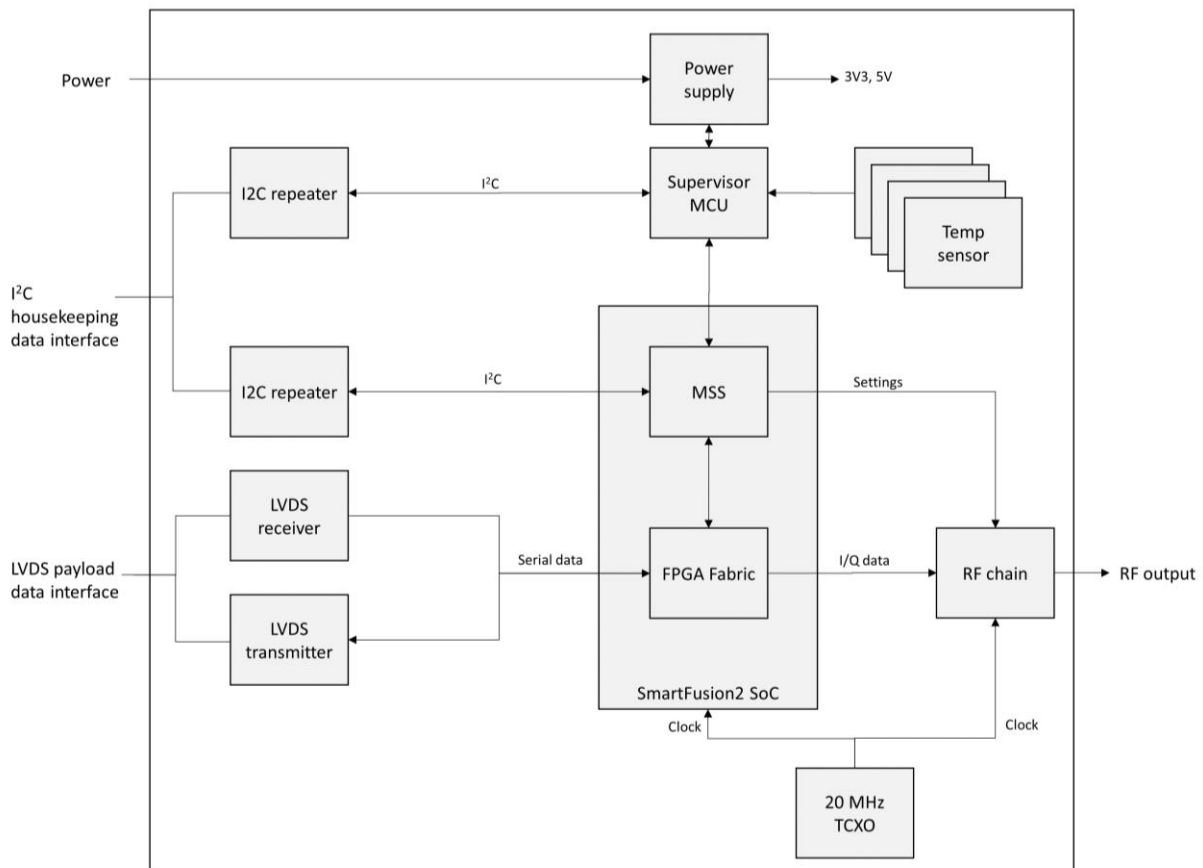 Power
Power
supply
3V3, 5V
I2C repeater
I²C
Supervisor
MCU
Temp
sensor
I²C
housekeeping
data interface
I2C repeater
I²C
MSS
Settings
LVDS
receiver
LVDS payload
data interface
Serial data
FPGA Fabric
I/Q data
RF chain
RF output
LVDS
transmitter
SmartFusion2 SoC
Clock
Clock
20 MHz
TCXO